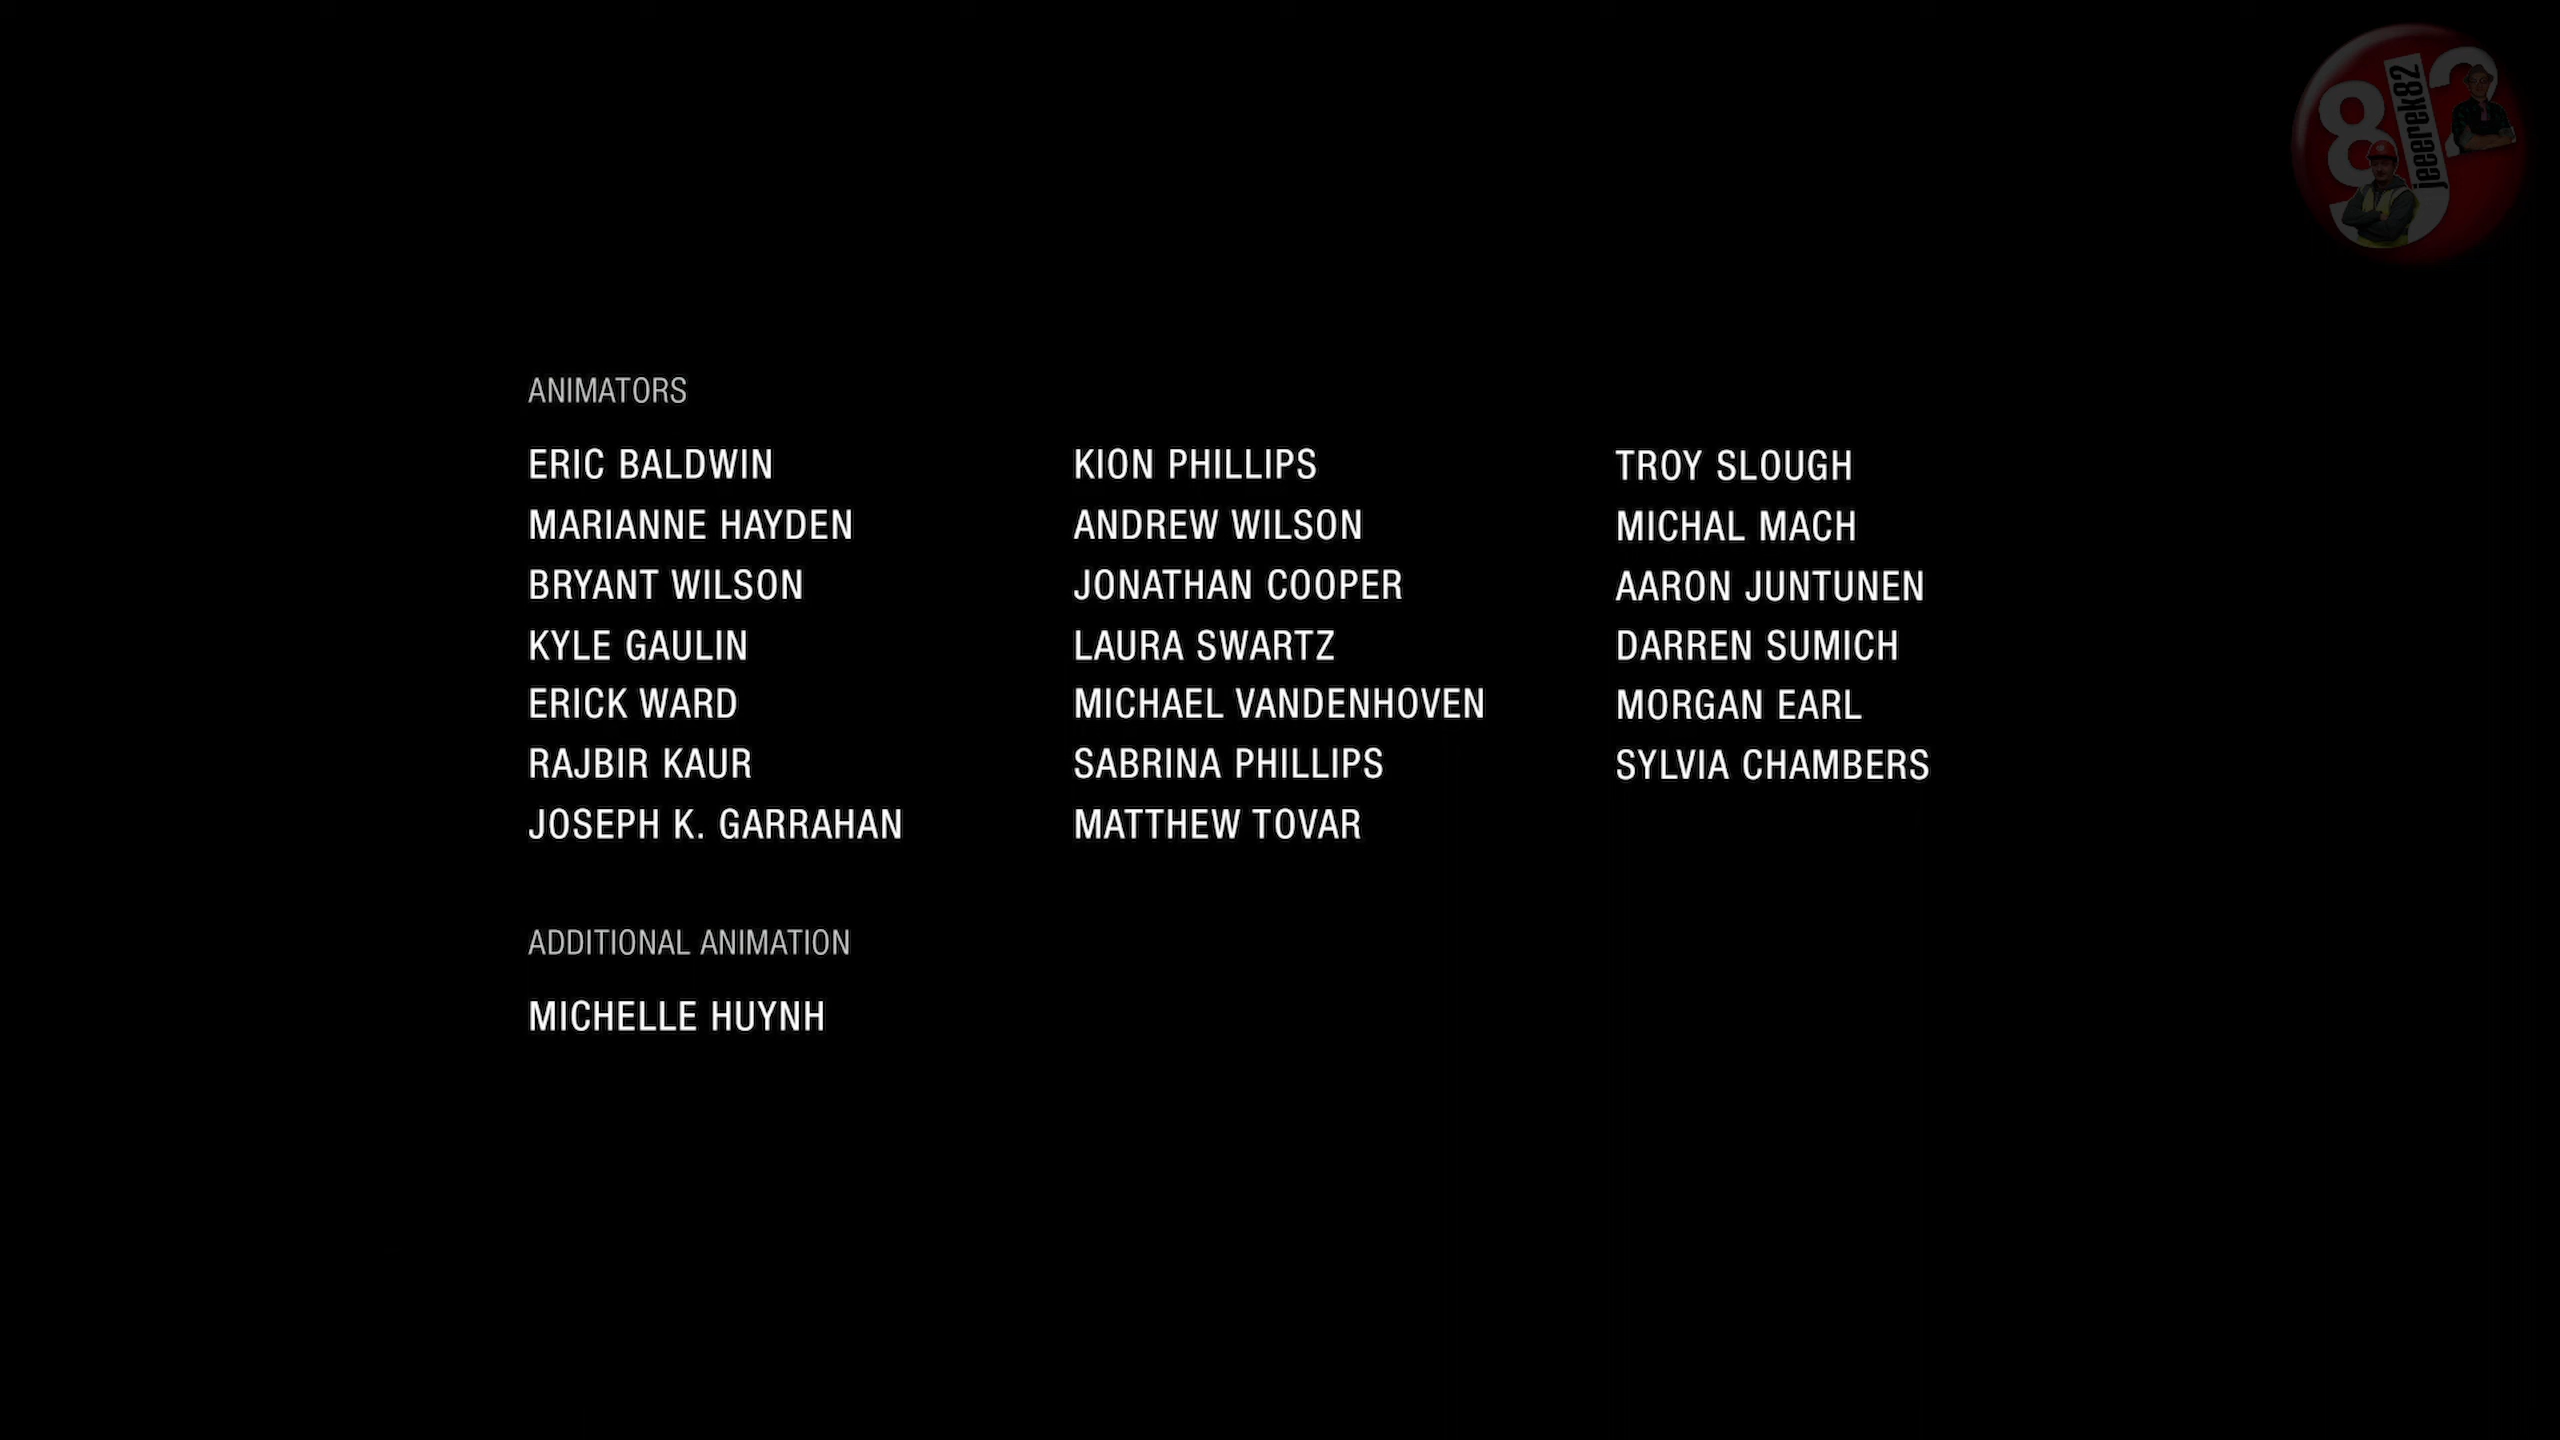 82
jeeerek82
ANIMATORS
ERIC BALDWIN
MARIANNE HAYDEN
BRYANT WILSON
KYLE GAULIN
ERICK WARD
RAJBIR KAUR
JOSEPH K. GARRAHAN
KION PHILLIPS
ANDREW WILSON
JONATHAN COOPER
LAURA SWARTZ
MICHAEL VANDENHOVEN
SABRINA PHILLIPS
MATTHEW TOVAR
TROY SLOUGH
MICHAL MACH
AARON JUNTUNEN
DARREN SUMICH
MORGAN EARL
SYLVIA CHAMBERS
ADDITIONAL ANIMATION
MICHELLE HUYNH